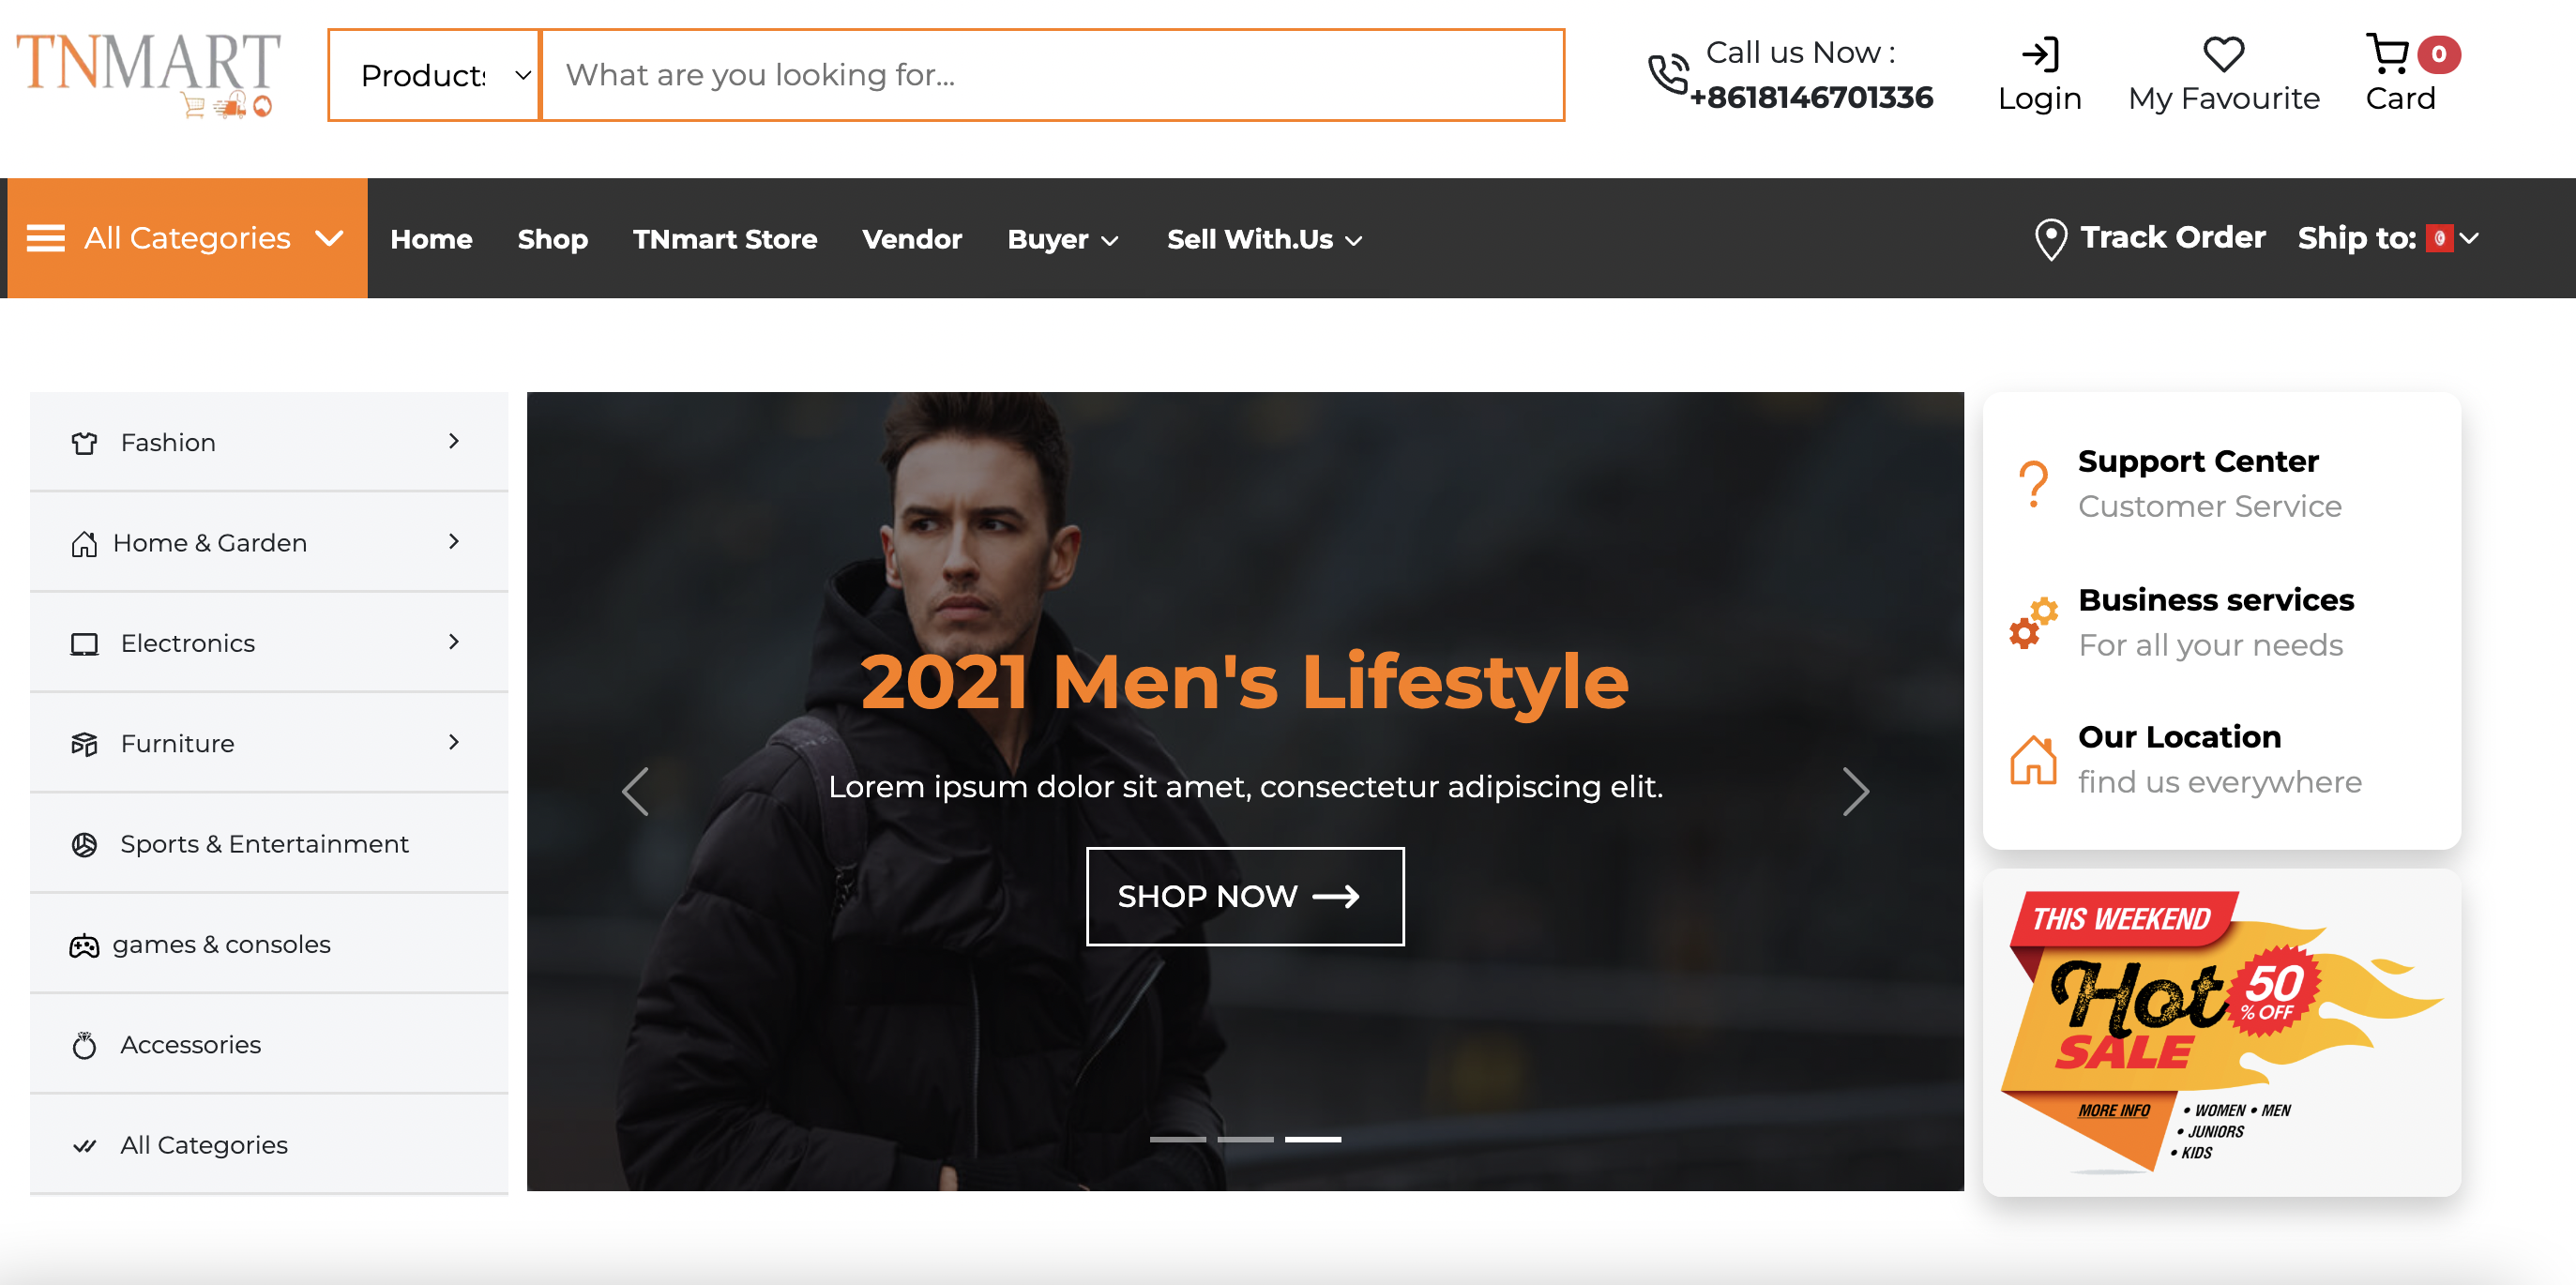 TNMART
Products
What are you looking for...
Call us Now :
+8618146701336
Login
My Favourite
0
Card
All Categories
Home
Shop
TNmart Store
Vendor
Buyer
Sell With.Us
Track Order
Ship to:
Fashion
Home & Garden
Electronics
Furniture
Sports & Entertainment
games & consoles
Accessories
All Categories
2021 Men's Lifestyle
Lorem ipsum dolor sit amet, consectetur adipiscing elit.
SHOP NOW
Support Center
Customer Service
Business services
For all your needs
Our Location
find us everywhere
THIS WEEKEND
Hot
SALE
50
% OFF
MORE INFO
• WOMEN • MEN
• JUNIORS
• KIDS